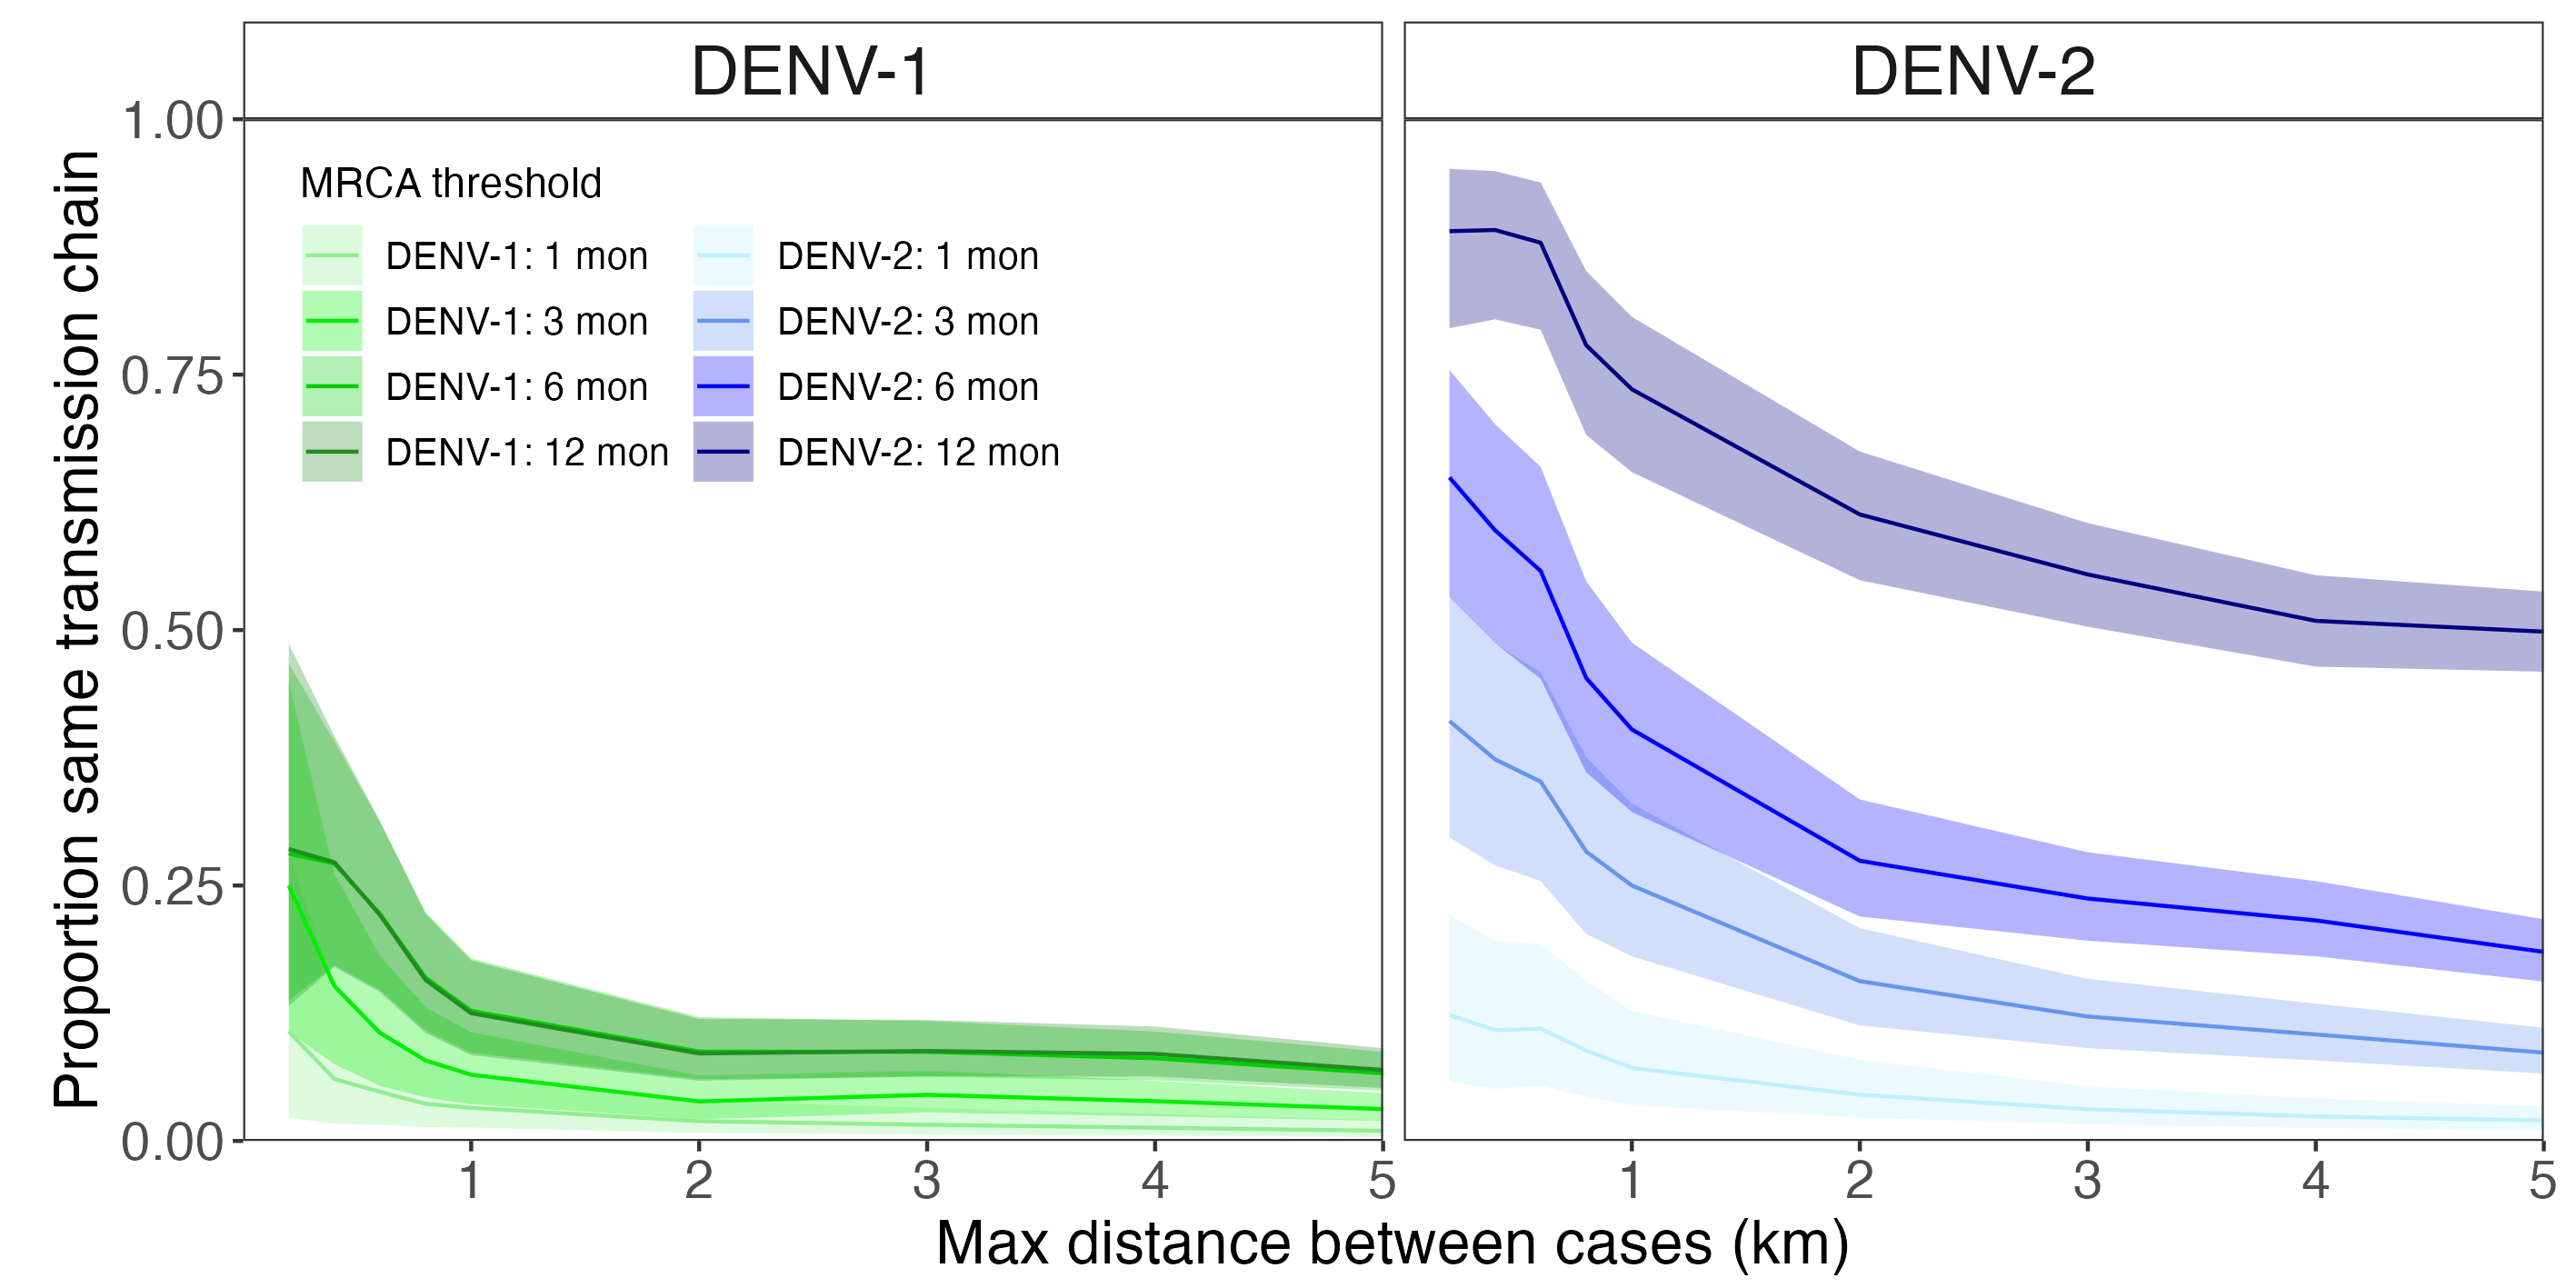 DENV-1
DENV-2
Proportion same transmission chain
1.00
0.75
0.50
0.25
0.00
MRCA threshold
DENV-1: 1 mon
DENV-2: 1 mon
DENV-1: 3 mon
DENV-2: 3 mon
DENV-1: 6 mon
DENV-2: 6 mon
DENV-1: 12 mon
DENV-2: 12 mon
1 2 3 4 5
1 2 3 4 5
Max distance between cases (km)